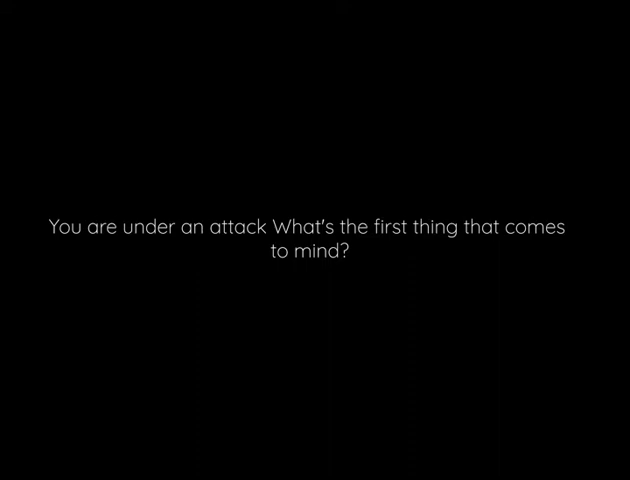 You are under an attack What's the first thing that comes
to mind?